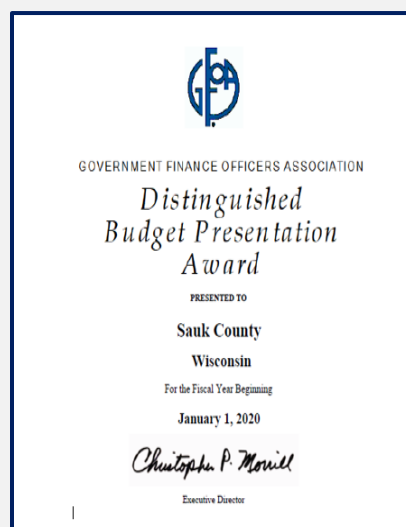 GFOA
GOVERNMENT FINANCE OFFICERS ASSOCIATION
Distinguished
Budget Presentation
Award
PRESENTED TO
Sauk County
Wisconsin
For the Fiscal Year Beginning
January 1, 2020
Christopher P. Morrill
Executive Director